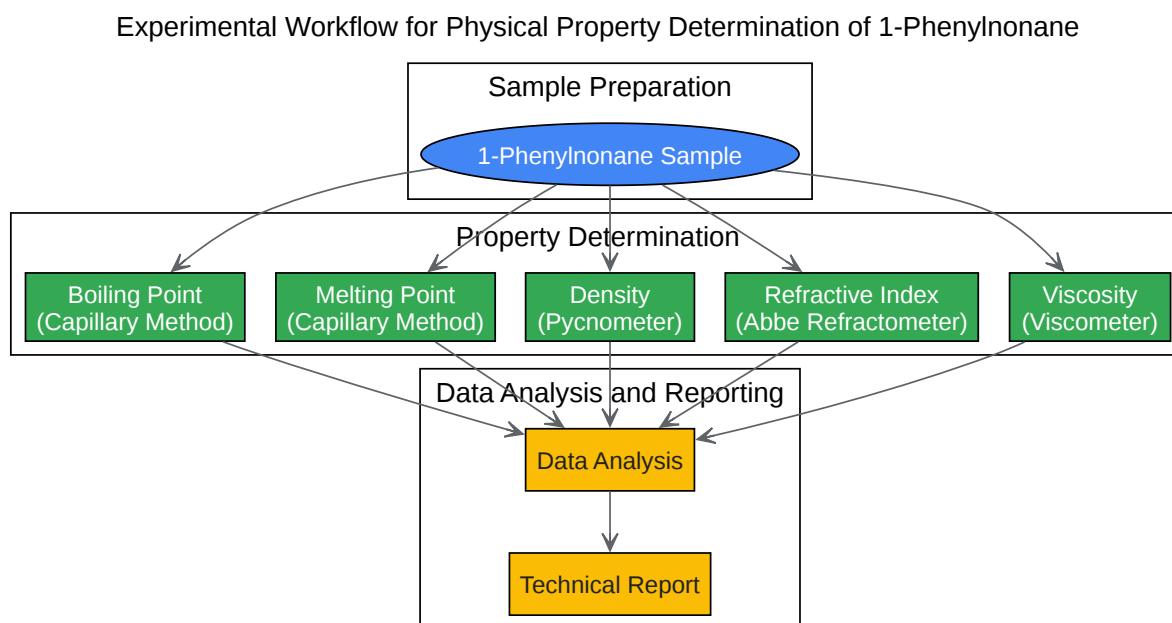 Experimental Workflow for Physical Property Determination of 1-Phenylnonane
Sample Preparation
1-Phenylnonane Sample
Property Determination
Boiling Point
(Capillary Method)
Melting Point
(Capillary Method)
Density
(Pycnometer)
Refractive Index
(Abbe Refractometer)
Viscosity
(Viscometer)
Data Analysis and Reporting
Data Analysis
Technical Report